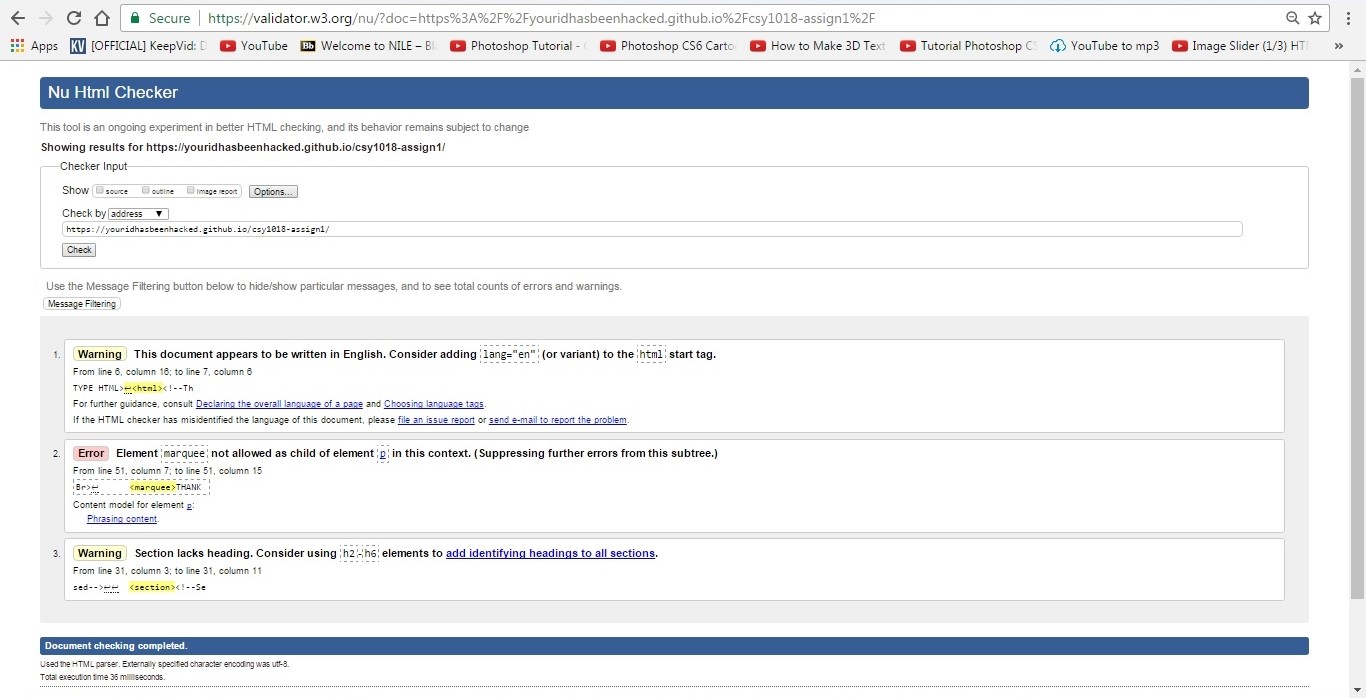 Secure https://validator.w3.org/nu/?doc=https%3A%2F%2Fyouridhasbeenhacked.github.io%2Fcsy1018-assign1%2F
Apps KV [OFFICIAL] KeepVid: D YouTube Bb Welcome to NILE – Bla Photoshop Tutorial - C Photoshop CS6 Cartoo How to Make 3D Text Tutorial Photoshop CS YouTube to mp3 Image Slider (1/3) HTM »
Nu Html Checker
This tool is an ongoing experiment in better HTML checking, and its behavior remains subject to change
Showing results for https://youridhasbeenhacked.github.io/csy1018-assign1/
Checker Input
Show source outline image report Options...
Check by address ▼
https://youridhasbeenhacked.github.io/csy1018-assign1/
Check
Use the Message Filtering button below to hide/show particular messages, and to see total counts of errors and warnings.
Message Filtering
1. Warning This document appears to be written in English. Consider adding lang="en" (or variant) to the html start tag.
From line 6, column 16; to line 7, column 6
TYPE HTML>↩<html><!--Th
For further guidance, consult Declaring the overall language of a page and Choosing language tags.
If the HTML checker has misidentified the language of this document, please file an issue report or send e-mail to report the problem.
2. Error Element marquee not allowed as child of element p in this context. (Suppressing further errors from this subtree.)
From line 51, column 7; to line 51, column 15
Br>↩ <marquee>THANK
Content model for element p:
Phrasing content.
3. Warning Section lacks heading. Consider using h2-h6 elements to add identifying headings to all sections.
From line 31, column 3; to line 31, column 11
sed-->↩↩ <section><!--Se
Document checking completed.
Used the HTML parser. Externally specified character encoding was utf-8.
Total execution time 36 milliseconds.